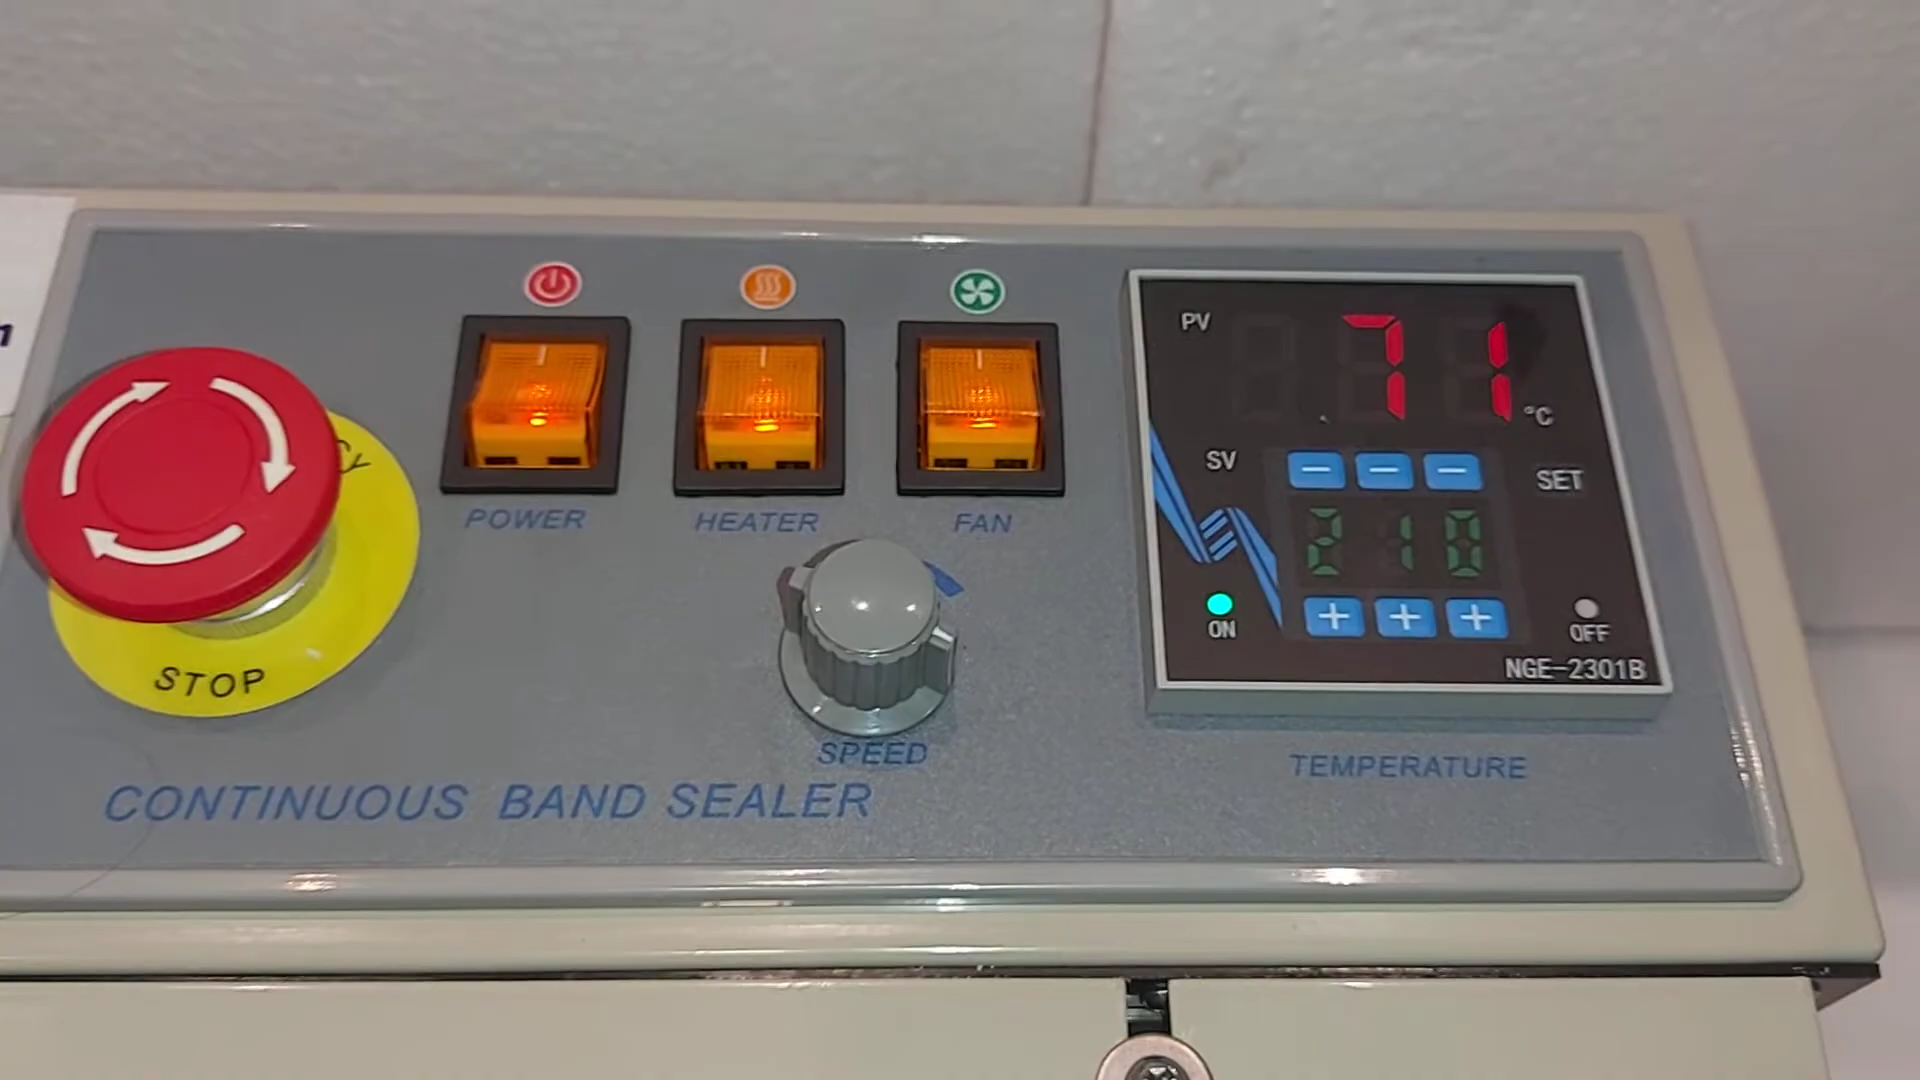 POWER
HEATER
FAN
STOP
SPEED
CONTINUOUS BAND SEALER
PV
71
°C
SV
SET
210
ON
OFF
NGE-2301B
TEMPERATURE